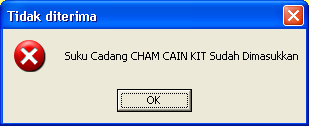 Tidak diterima
Suku Cadang CHAM CAIN KIT Sudah Dimasukkan
OK